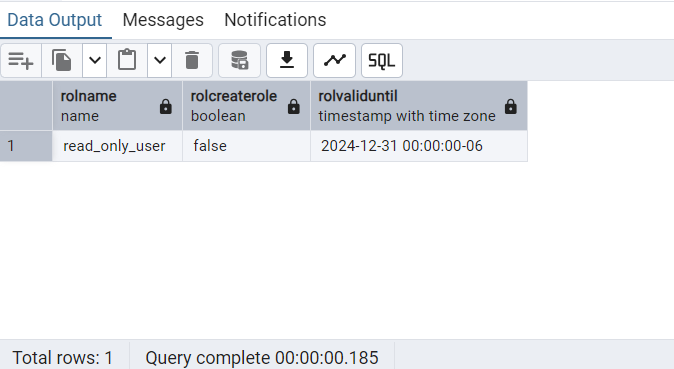 Data Output Messages Notifications
SQL
rolname rolcreaterole rolvaliduntil
name boolean timestamp with time zone
1 read_only_user false 2024-12-31 00:00:00-06
Total rows: 1 Query complete 00:00:00.185